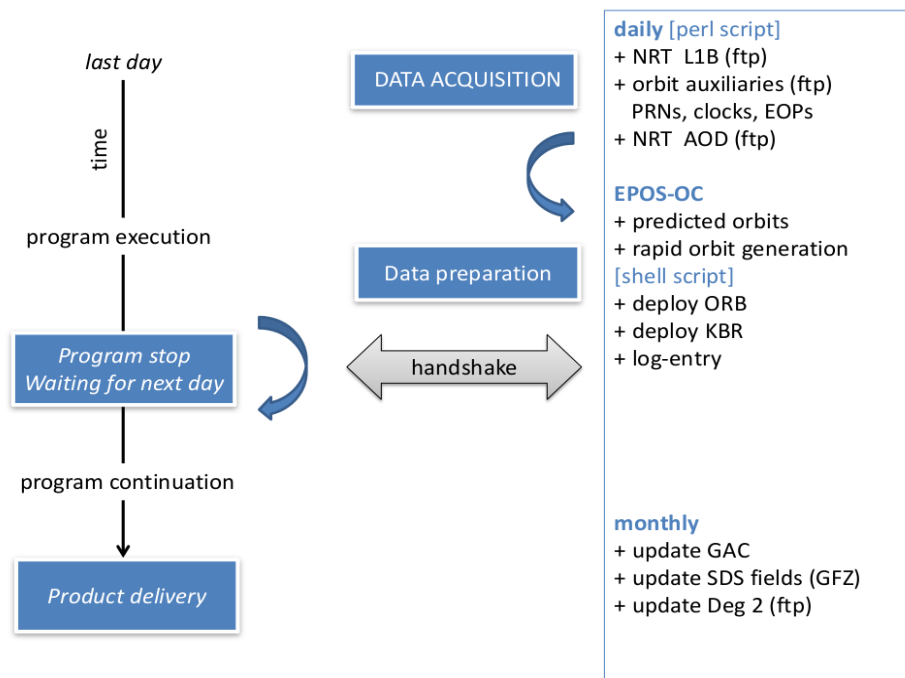 last day
time
program execution
Program stop
Waiting for next day
program continuation
Product delivery
DATA ACQUISITION
Data preparation
handshake
daily [perl script]
+ NRT L1B (ftp)
+ orbit auxiliaries (ftp)
PRNs, clocks, EOPs
+ NRT AOD (ftp)
EPOS-OC
+ predicted orbits
+ rapid orbit generation
[shell script]
+ deploy ORB
+ deploy KBR
+ log-entry
monthly
+ update GAC
+ update SDS fields (GFZ)
+ update Deg 2 (ftp)